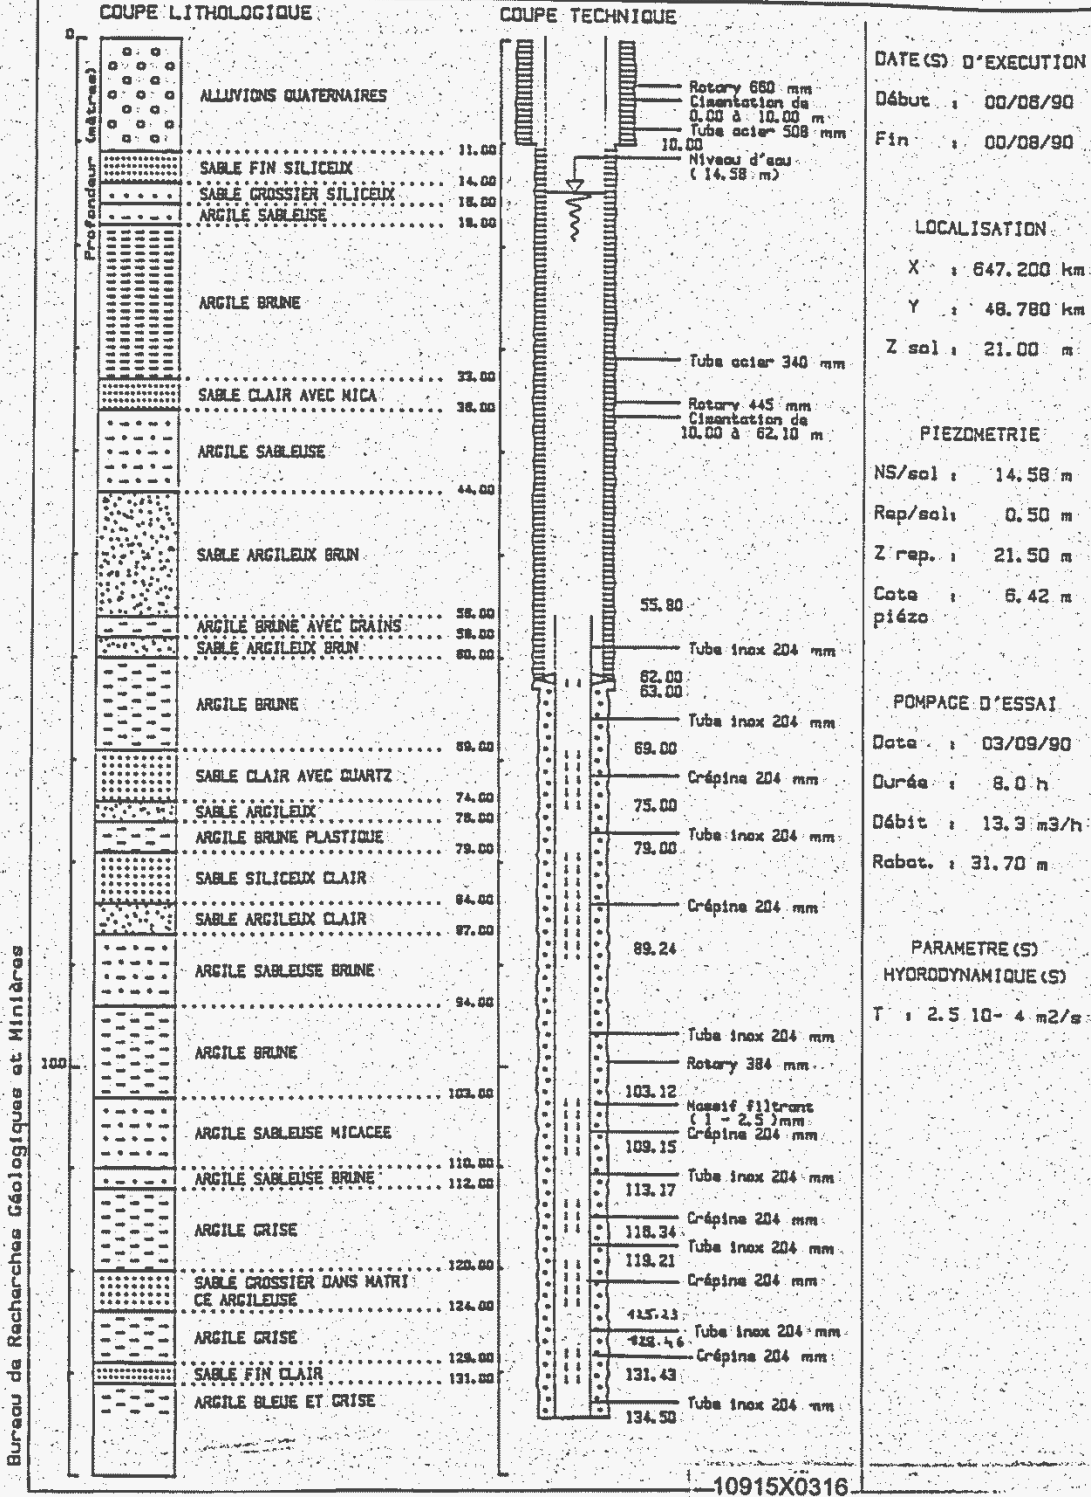 COUPE LITHOLOGIQUE
0
Profondeur (mètres)
ALLUVIONS QUATERNAIRES
11.00
SABLE FIN SILICEUX
14.00
SABLE GROSSIER SILICEUX
ARGILE SABLEUSE
ARGILE BRUNE
33.00
SABLE CLAIR AVEC MICA
36.00
ARGILE SABLEUSE
44.00
SABLE ARGILEUX BRUN
56.00
ARGILE BRUNE AVEC GRAINS
58.00
SABLE ARGILEUX BRUN
60.00
ARGILE BRUNE
69.00
SABLE CLAIR AVEC QUARTZ
74.00
SABLE ARGILEUX
76.00
ARGILE BRUNE PLASTIQUE
79.00
SABLE SILICEUX CLAIR
84.00
SABLE ARGILEUX CLAIR
87.00
ARGILE SABLEUSE BRUNE
94.00
100
ARGILE BRUNE
103.00
ARGILE SABLEUSE MICACEE
110.00
ARGILE SABLEUSE BRUNE
112.00
ARGILE GRISE
120.00
SABLE GROSSIER DANS MATRI
CE ARGILEUSE
124.00
ARGILE GRISE
129.00
SABLE FIN CLAIR
131.00
ARGILE BLEUE ET GRISE
Bureau de Recherches Géologiques et Minières
COUPE TECHNIQUE
Rotary 660 mm
Cimentation de
0.00 à 10.00 m
Tube acier 508 mm
10.00
Niveau d'eau
( 14.58 m)
Tube acier 340 mm
Rotary 445 mm
Cimentation de
10.00 à 62.10 m
55.80
Tube inox 204 mm
62.00
63.00
Tube inox 204 mm
69.00
Crépine 204 mm
75.00
Tube inox 204 mm
79.00
Crépine 204 mm
89.24
Tube inox 204 mm
Rotary 384 mm
103.12
Massif filtrant
( 1 - 2.5 )mm
Crépine 204 mm
109.15
Tube inox 204 mm
113.17
Crépine 204 mm
118.34
Tube inox 204 mm
119.21
Crépine 204 mm
125.23
Tube inox 204 mm
128.46
Crépine 204 mm
131.43
Tube inox 204 mm
134.50
DATE(S) D'EXECUTION
Début : 00/08/90
Fin : 00/08/90
LOCALISATION
X : 647.200 km
Y : 48.780 km
Z sol : 21.00 m
PIEZOMETRIE
NS/sol : 14.58 m
Rep/sol: 0.50 m
Z rep. : 21.50 m
Cote : 6.42 m
piézo
POMPAGE D'ESSAI
Date : 03/09/90
Durée : 8.0 h
Débit : 13.3 m3/h
Rabat. : 31.70 m
PARAMETRE(S)
HYDRODYNAMIQUE(S)
T : 2.5 10- 4 m2/s
10915X0316